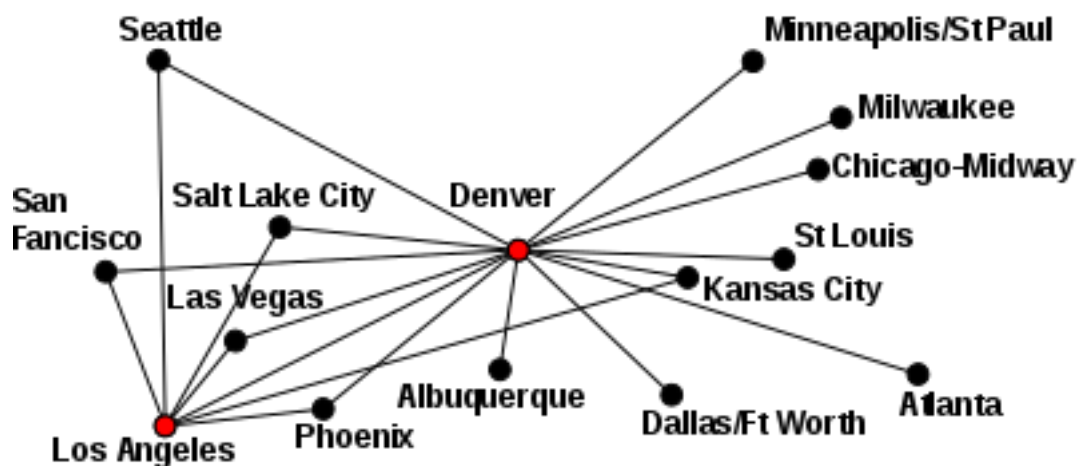 Seattle
Minneapolis/St Paul
Milwaukee
Chicago-Midway
Salt Lake City
Denver
San
Fancisco
St Louis
Las Vegas
Kansas City
Albuquerque
Atlanta
Dallas/Ft Worth
Phoenix
Los Angeles